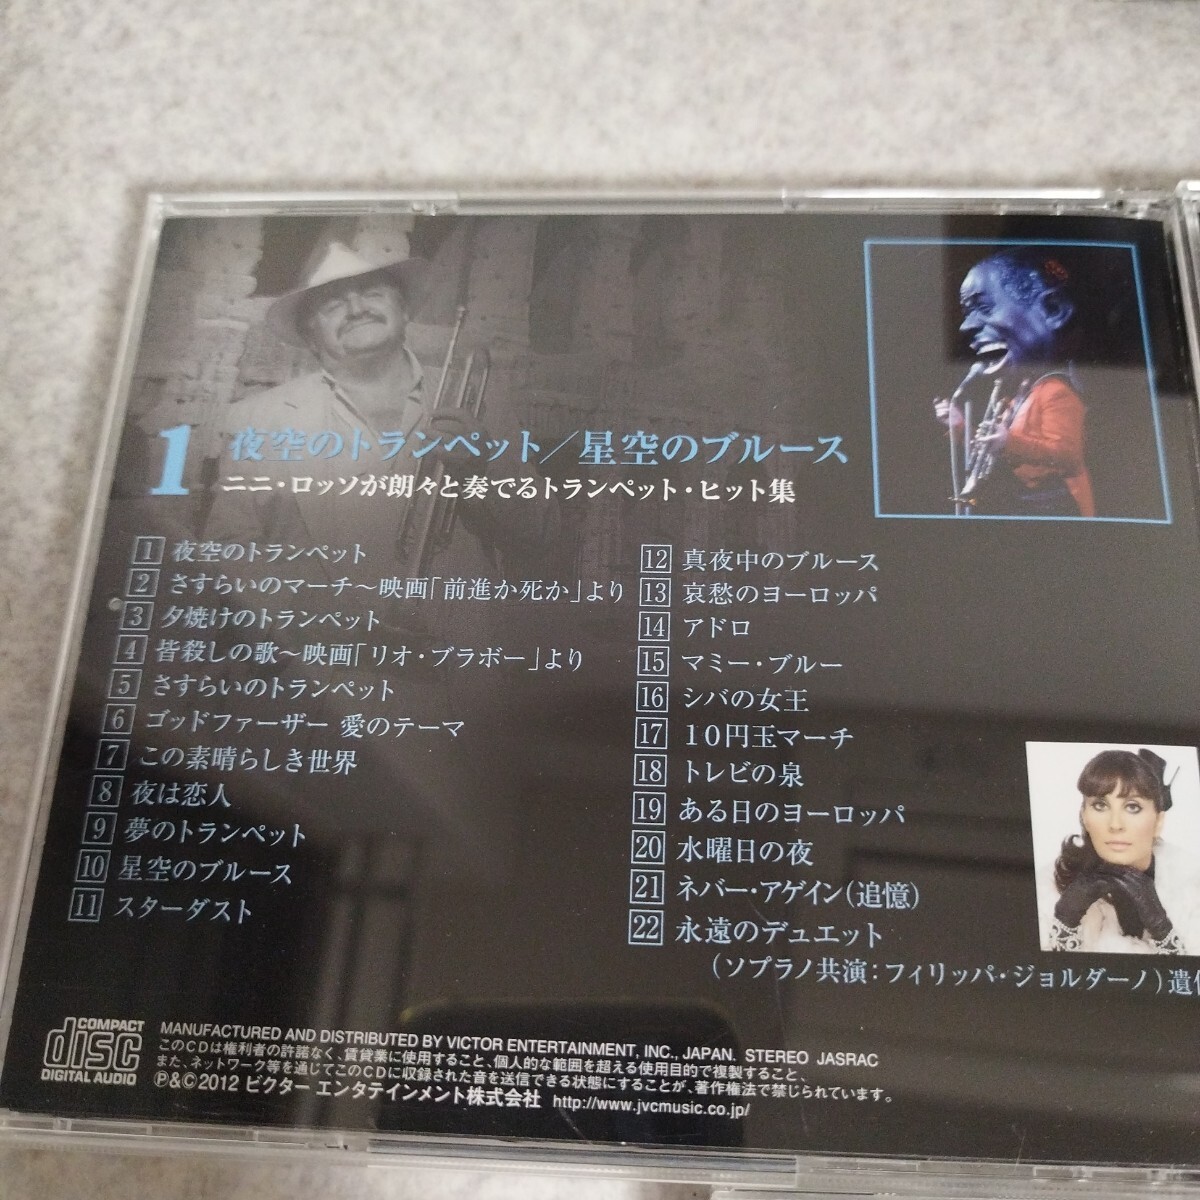 1 夜空のトランペット/星空のブルース
ニニ・ロッソが朗々と奏でるトランペット・ヒット集
1 夜空のトランペット
2 さすらいのマーチ〜映画「前進か死か」より
3 夕焼けのトランペット
4 皆殺しの歌〜映画「リオ・ブラボー」より
5 さすらいのトランペット
6 ゴッドファーザー 愛のテーマ
7 この素晴らしき世界
8 夜は恋人
9 夢のトランペット
10 星空のブルース
11 スターダスト
12 真夜中のブルース
13 哀愁のヨーロッパ
14 アドロ
15 マミー・ブルー
16 シバの女王
17 10円玉マーチ
18 トレビの泉
19 ある日のヨーロッパ
20 水曜日の夜
21 ネバー・アゲイン(追憶)
22 永遠のデュエット
(ソプラノ共演:フィリッパ・ジョルダーノ)遺
COMPACT
disc
DIGITAL AUDIO
MANUFACTURED AND DISTRIBUTED BY VICTOR ENTERTAINMENT, INC., JAPAN. STEREO JASRAC
このCDは権利者の許諾なく、賃貸業に使用すること、個人的な範囲を超える使用目的で複製すること、
また、ネットワーク等を通じてこのCDに収録された音を送信できる状態にすることが、著作権法で禁じられています。
℗&©2012 ビクター エンタテインメント株式会社 http://www.jvcmusic.co.jp/